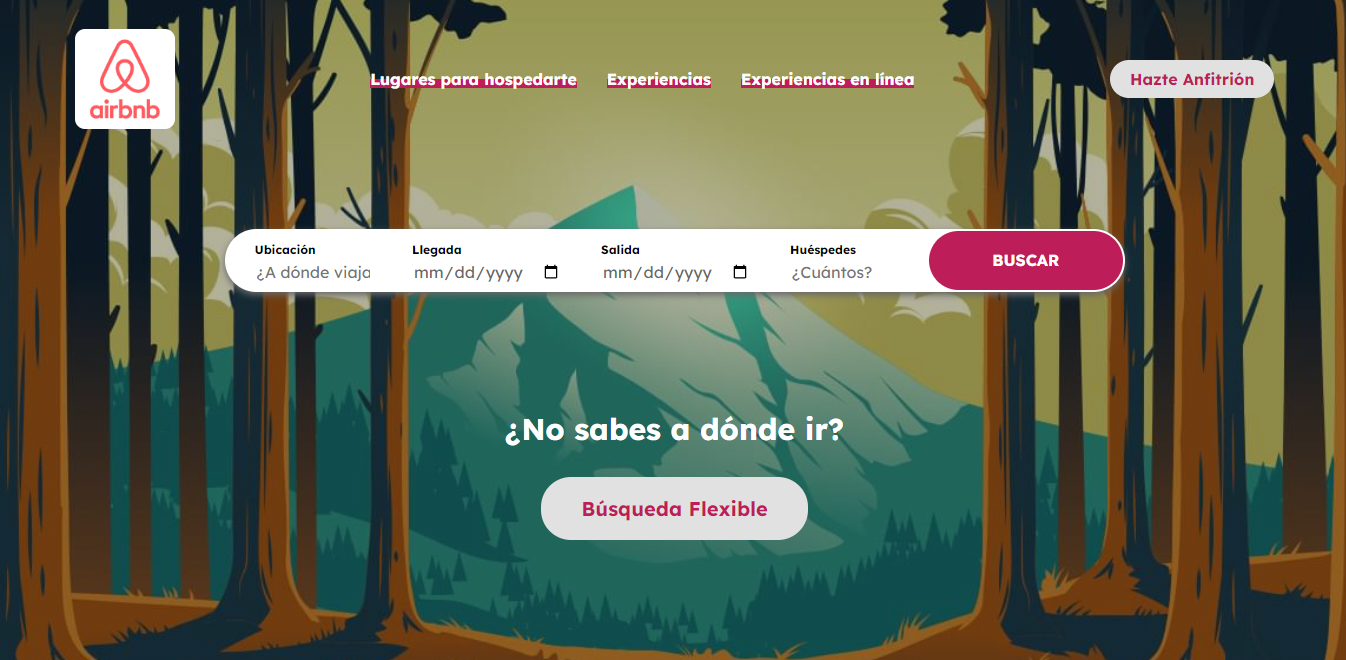 airbnb
Lugares para hospedarte
Experiencias
Experiencias en línea
Hazte Anfitrión
Ubicación
¿A dónde viaja
Llegada
mm/dd/yyyy
Salida
mm/dd/yyyy
Huéspedes
¿Cuántos?
BUSCAR
¿No sabes a dónde ir?
Búsqueda Flexible